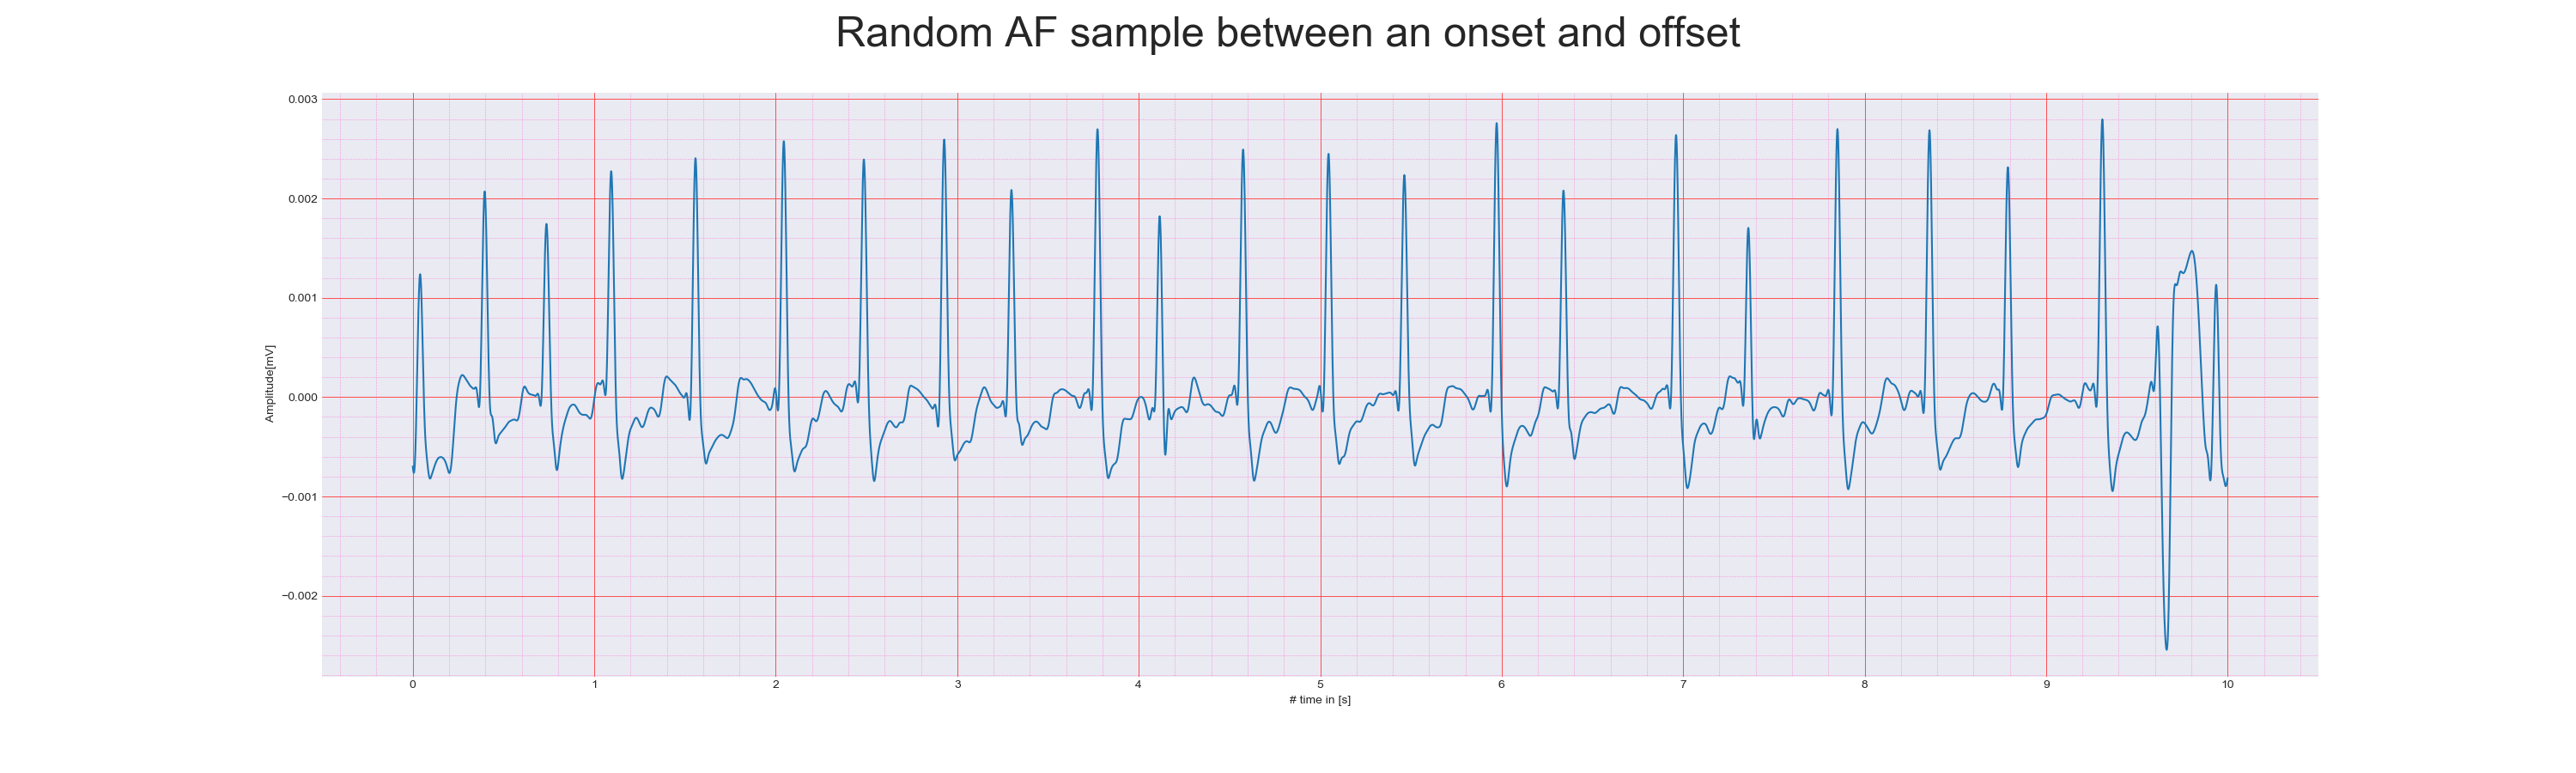 Random AF sample between an onset and offset
0.003
0.002
0.001
0.000
−0.001
−0.002
Amplitude[mV]
0 1 2 3 4 5 6 7 8 9 10
# time in [s]